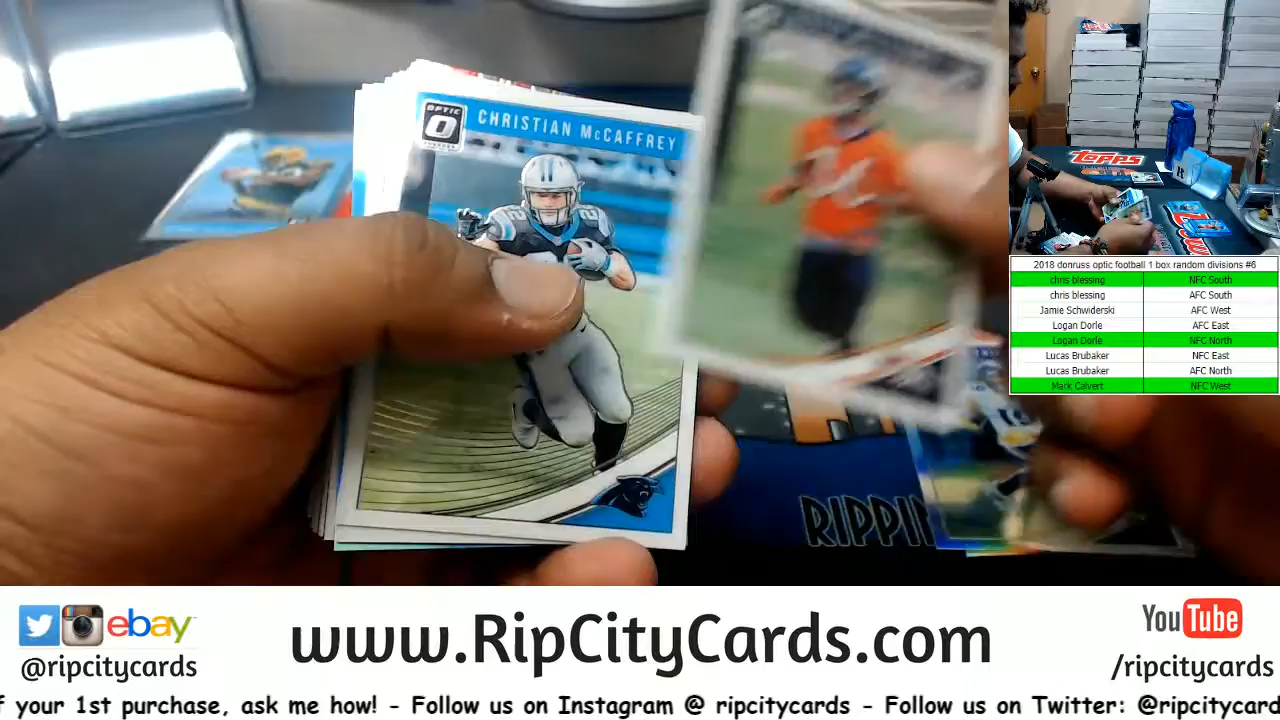 OPTIC
CHRISTIAN McCAFFREY
22
RIPPIN
TOPPS
2018 donruss optic football 1 box random divisions #6
chris blessing NFC South
chris blessing AFC South
Jamie Schwiderski AFC West
Logan Dorle AFC East
Logan Dorle NFC North
Lucas Brubaker NFC East
Lucas Brubaker AFC North
Mark Calvert NFC West
ebay
@ripcitycards
www.RipCityCards.com
YouTube
/ripcitycards
f your 1st purchase, ask me how! - Follow us on Instagram @ ripcitycards - Follow us on Twitter: @ripcitycard